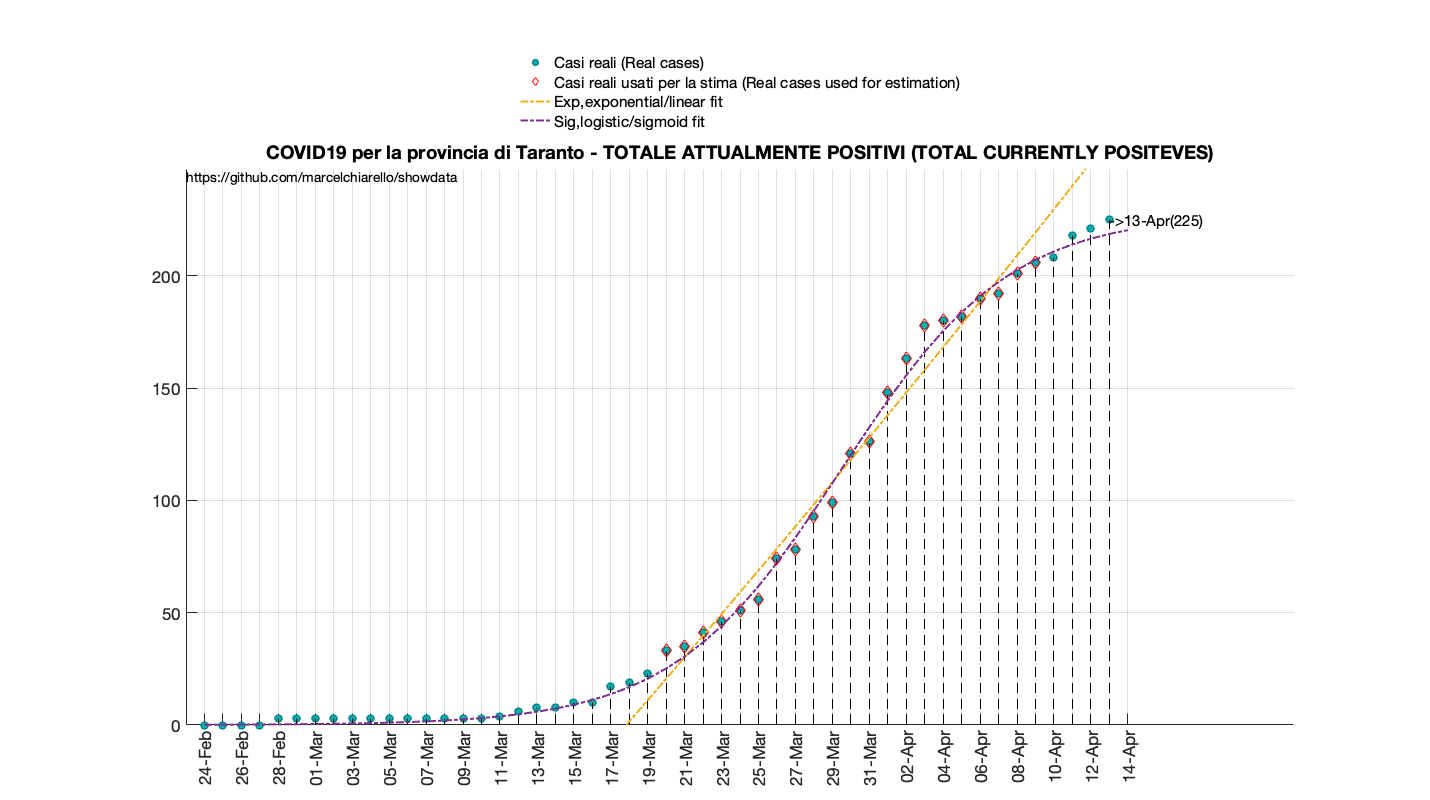 Casi reali (Real cases)
Casi reali usati per la stima (Real cases used for estimation)
Exp,exponential/linear fit
Sig,logistic/sigmoid fit
COVID19 per la provincia di Taranto - TOTALE ATTUALMENTE POSITIVI (TOTAL CURRENTLY POSITEVES)
https://github.com/marcelchiarello/showdata
->13-Apr(225)
200
150
100
50
0
24-Feb
26-Feb
28-Feb
01-Mar
03-Mar
05-Mar
07-Mar
09-Mar
11-Mar
13-Mar
15-Mar
17-Mar
19-Mar
21-Mar
23-Mar
25-Mar
27-Mar
29-Mar
31-Mar
02-Apr
04-Apr
06-Apr
08-Apr
10-Apr
12-Apr
14-Apr